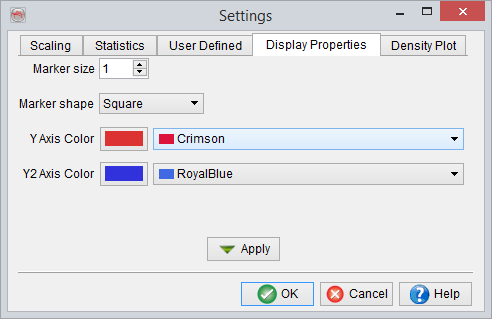 Settings
Scaling Statistics User Defined Display Properties Density Plot
Marker size 1
Marker shape Square
Y Axis Color Crimson
Y2 Axis Color RoyalBlue
Apply
OK Cancel Help